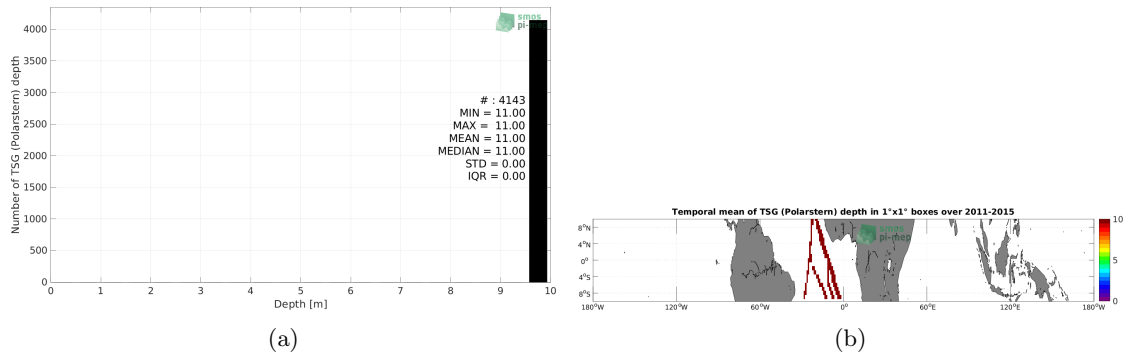 smos
pi-mep
Number of TSG (Polarstern) depth
4000
3500
3000
2500
2000
1500
1000
500
0
# : 4143
MIN = 11.00
MAX = 11.00
MEAN = 11.00
MEDIAN = 11.00
STD = 0.00
IQR = 0.00
0 1 2 3 4 5 6 7 8 9 10
Depth [m]
(a)
Temporal mean of TSG (Polarstern) depth in 1°x1° boxes over 2011-2015
smos
pi-mep
8°N
4°N
0°
4°S
8°S
180°W 120°W 60°W 0° 60°E 120°E 180°W
10
5
0
(b)